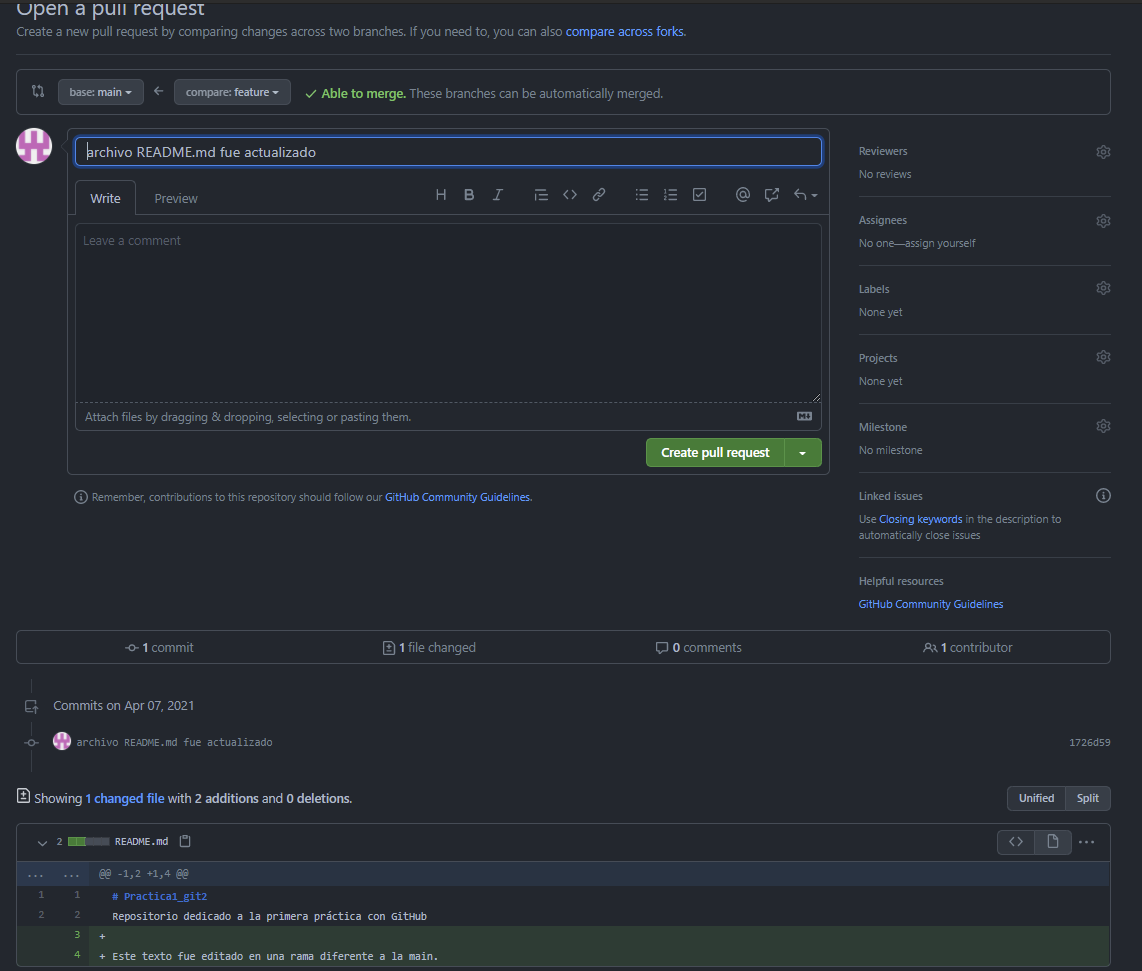 Open a pull request
Create a new pull request by comparing changes across two branches. If you need to, you can also compare across forks.
base: main compare: feature Able to merge. These branches can be automatically merged.
archivo README.md fue actualizado
Write Preview
Leave a comment
Attach files by dragging & dropping, selecting or pasting them.
Create pull request
Remember, contributions to this repository should follow our GitHub Community Guidelines.
Reviewers
No reviews
Assignees
No one—assign yourself
Labels
None yet
Projects
None yet
Milestone
No milestone
Linked issues
Use Closing keywords in the description to
automatically close issues
Helpful resources
GitHub Community Guidelines
1 commit 1 file changed 0 comments 1 contributor
Commits on Apr 07, 2021
archivo README.md fue actualizado 1726d59
Showing 1 changed file with 2 additions and 0 deletions. Unified Split
2 README.md
... ... @@ -1,2 +1,4 @@
1 1 # Practica1_git2
2 2 Repositorio dedicado a la primera práctica con GitHub
3 +
4 + Este texto fue editado en una rama diferente a la main.